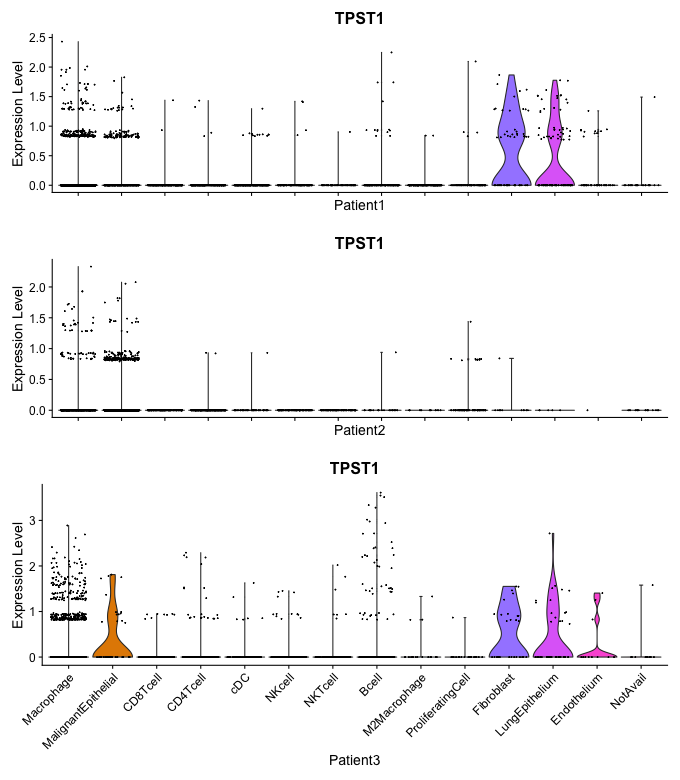 TPST1
Expression Level
2.5
2.0
1.5
1.0
0.5
0.0
Patient1
TPST1
Expression Level
2.0
1.5
1.0
0.5
0.0
Patient2
TPST1
Expression Level
3
2
1
0
Macrophage
MalignantEpithelial
CD8Tcell
CD4Tcell
cDC
NKcell
NKTcell
Bcell
M2Macrophage
ProliferatingCell
Fibroblast
LungEpithelium
Endothelium
NotAvail
Patient3